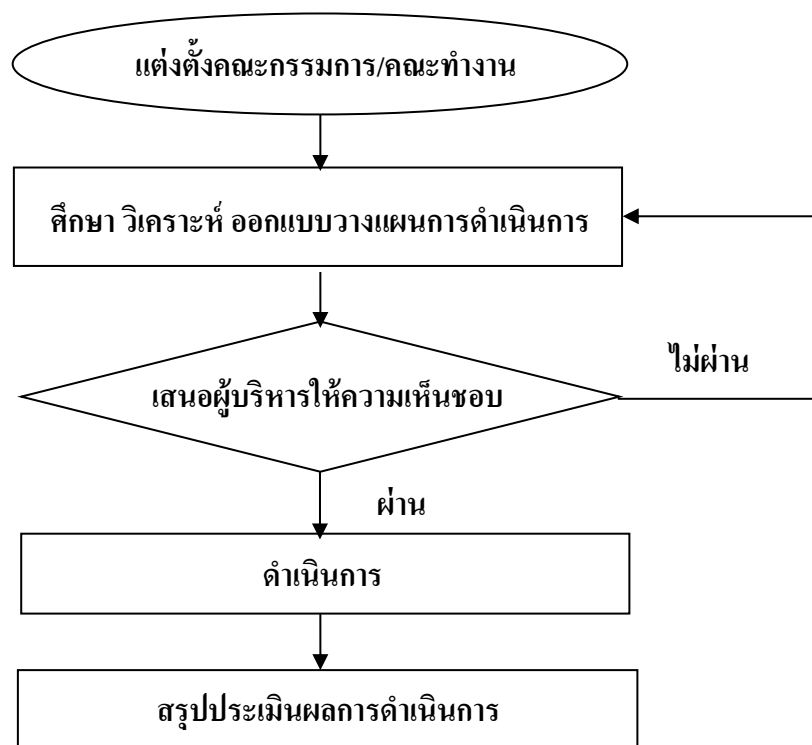 แต่งตั้งคณะกรรมการ/คณะทำงาน
ศึกษา วิเคราะห์ ออกแบบวางแผนการดำเนินการ
ไม่ผ่าน
เสนอผู้บริหารให้ความเห็นชอบ
ผ่าน
ดำเนินการ
สรุปประเมินผลการดำเนินการ